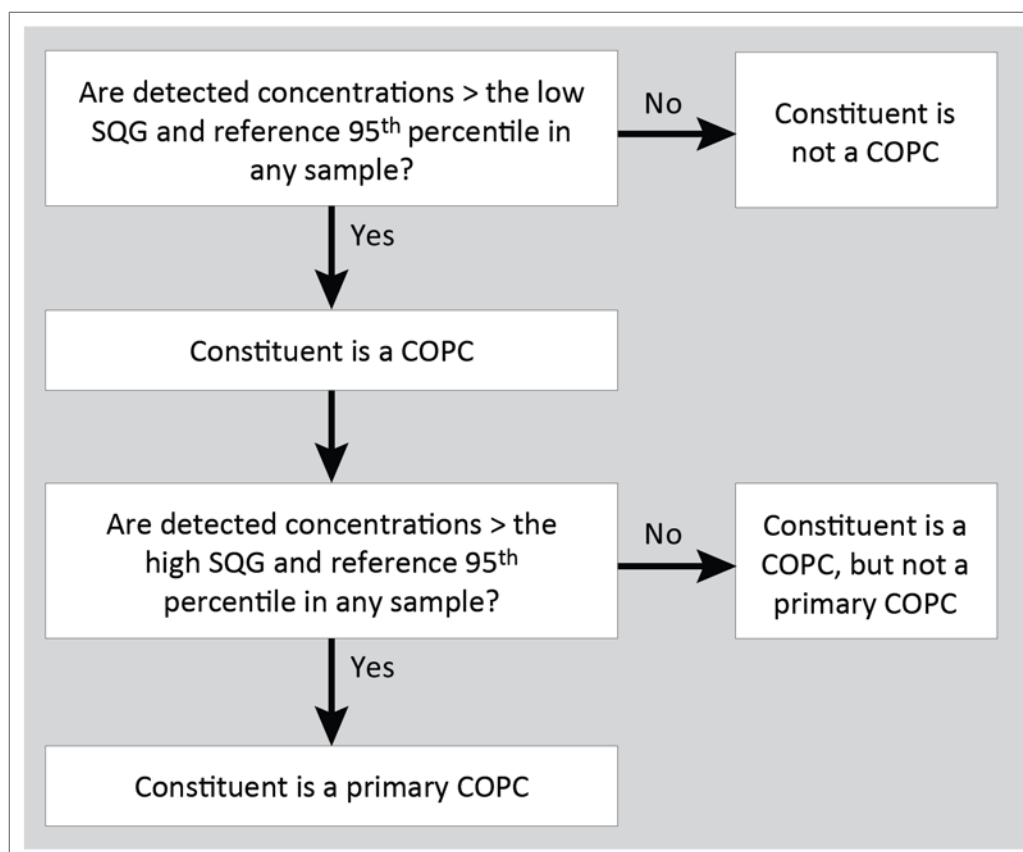 Are detected concentrations > the low
SQG and reference 95th percentile in
any sample?
No
Constituent is
not a COPC
Yes
Constituent is a COPC
Are detected concentrations > the
high SQG and reference 95th
percentile in any sample?
No
Constituent is a
COPC, but not a
primary COPC
Yes
Constituent is a primary COPC